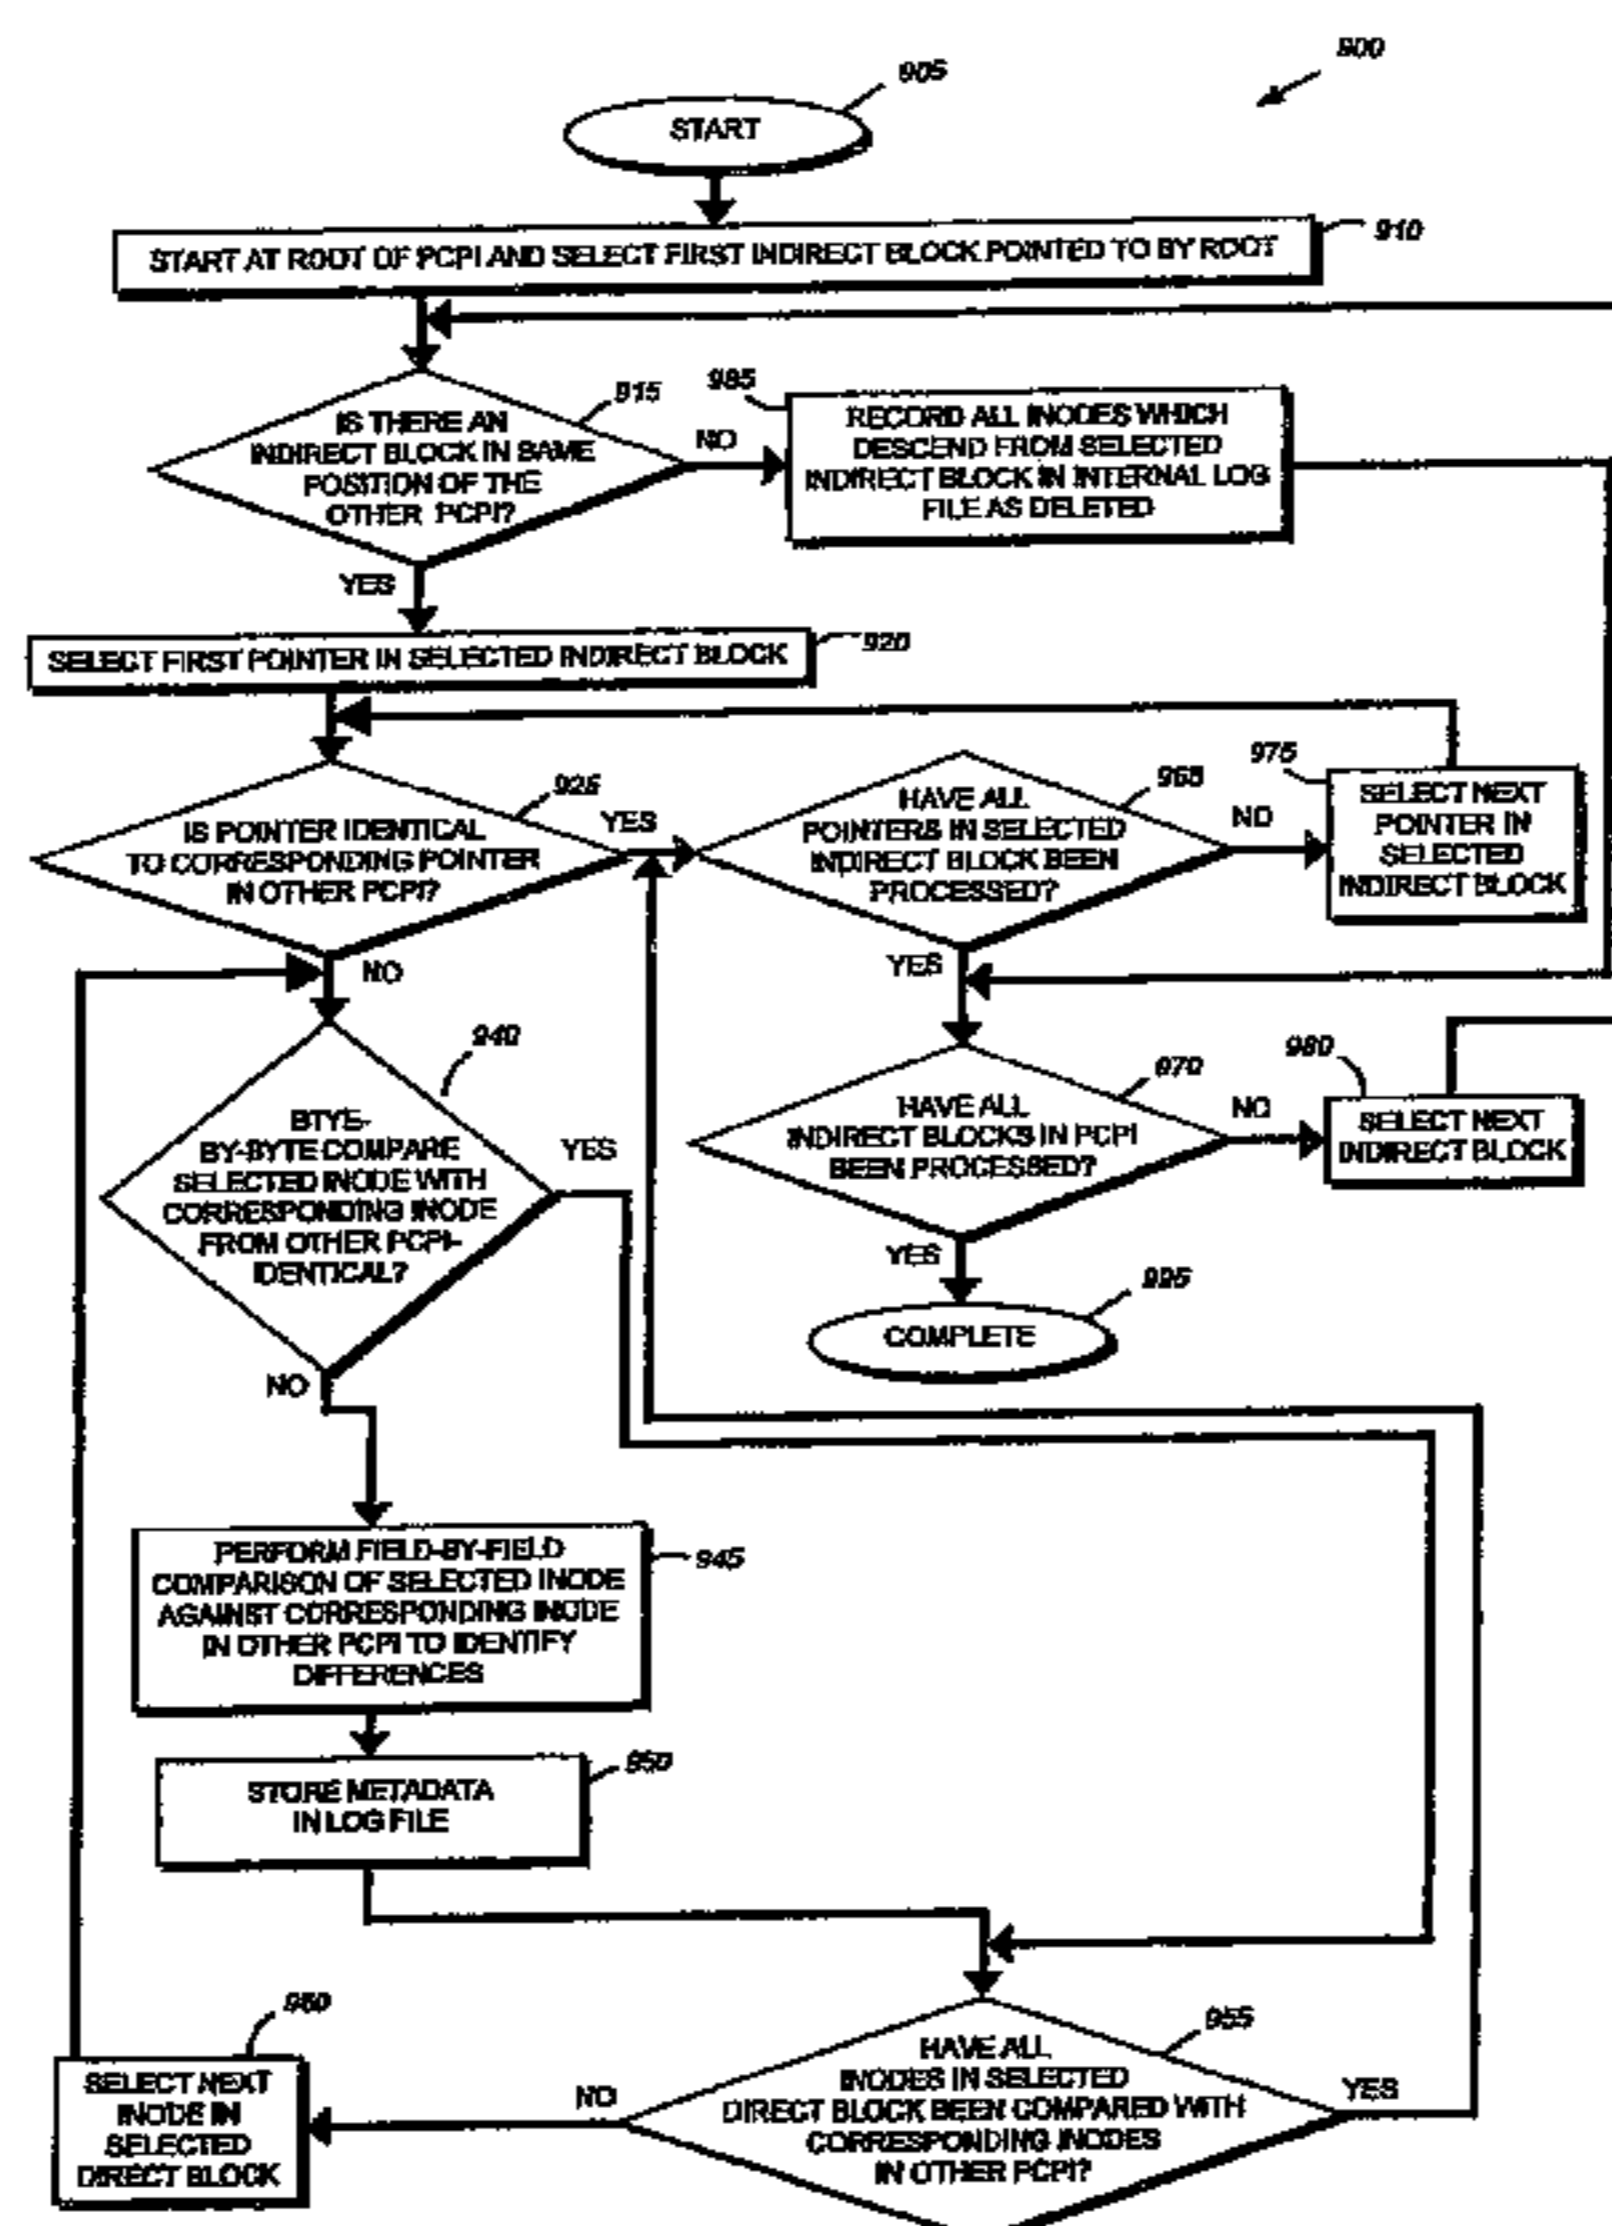 900
905
START
910
START AT ROOT OF PCPI AND SELECT FIRST INDIRECT BLOCK POINTED TO BY ROOT
915
IS THERE AN
INDIRECT BLOCK IN SAME
POSITION OF THE
OTHER PCPI?
NO
985
RECORD ALL INODES WHICH
DESCEND FROM SELECTED
INDIRECT BLOCK IN INTERNAL LOG
FILE AS DELETED
YES
920
SELECT FIRST POINTER IN SELECTED INDIRECT BLOCK
925
IS POINTER IDENTICAL
TO CORRESPONDING POINTER
IN OTHER PCPI?
YES
965
HAVE ALL
POINTERS IN SELECTED
INDIRECT BLOCK BEEN
PROCESSED?
NO
975
SELECT NEXT
POINTER IN
SELECTED
INDIRECT BLOCK
NO
YES
940
BTYE-
BY-BYTE COMPARE
SELECTED INODE WITH
CORRESPONDING INODE
FROM OTHER PCPI-
IDENTICAL?
YES
970
HAVE ALL
INDIRECT BLOCKS IN PCPI
BEEN PROCESSED?
NO
980
SELECT NEXT
INDIRECT BLOCK
YES
995
COMPLETE
NO
945
PERFORM FIELD-BY-FIELD
COMPARISON OF SELECTED INODE
AGAINST CORRESPONDING INODE
IN OTHER PCPI TO IDENTIFY
DIFFERENCES
950
STORE METADATA
IN LOG FILE
960
SELECT NEXT
INODE IN
SELECTED
DIRECT BLOCK
NO
955
HAVE ALL
INODES IN SELECTED
DIRECT BLOCK BEEN COMPARED WITH
CORRESPONDING INODES
IN OTHER PCPI?
YES